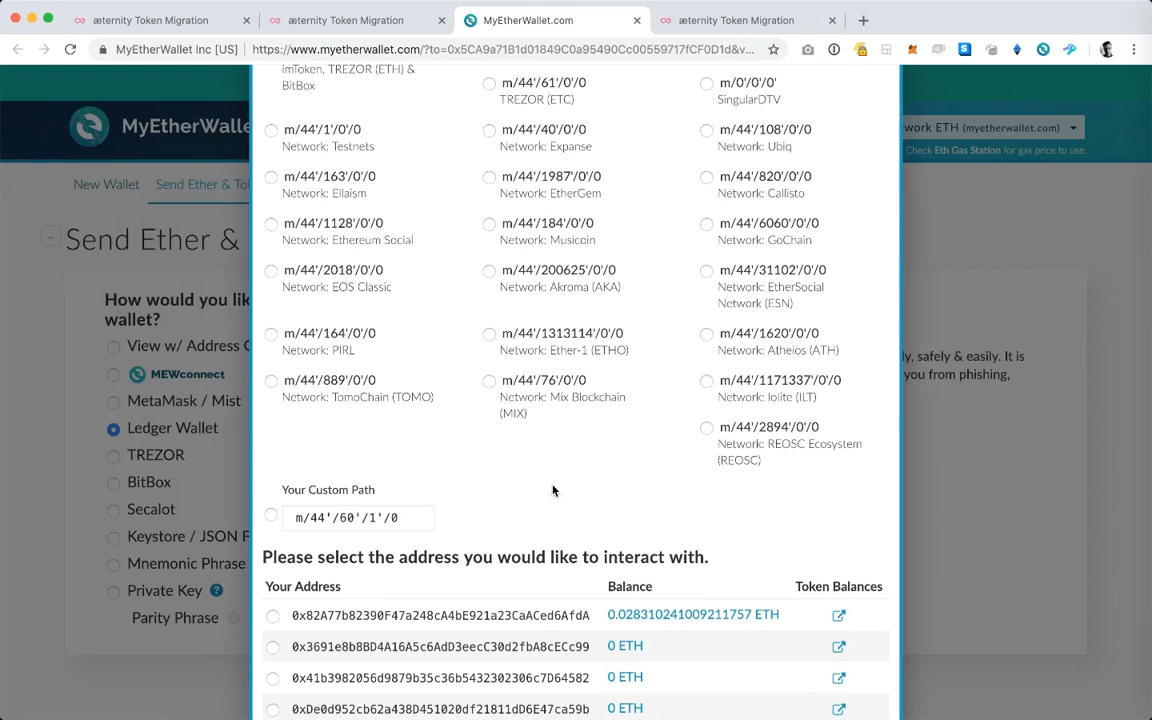 æternity Token Migration
æternity Token Migration
MyEtherWallet.com
æternity Token Migration
MyEtherWallet Inc [US]
https://www.myetherwallet.com/?to=0x5CA9a71B1d01849C0a95490Cc00559717fCF0D1d&v...
MyEtherWalle
work ETH (myetherwallet.com)
Check Eth Gas Station for gas price to use.
New Wallet
Send Ether & To
Send Ether &
How would you lik
wallet?
View w/ Address
MEWconnect
MetaMask / Mist
Ledger Wallet
TREZOR
BitBox
Secalot
Keystore / JSON F
Mnemonic Phrase
Private Key
Parity Phrase
y, safely & easily. It is
you from phishing,
imToken, TREZOR (ETH) &
BitBox
m/44'/61'/0'/0
TREZOR (ETC)
m/0'/0'/0'
SingularDTV
m/44'/1'/0'/0
Network: Testnets
m/44'/40'/0'/0
Network: Expanse
m/44'/108'/0'/0
Network: Ubiq
m/44'/163'/0'/0
Network: Ellaism
m/44'/1987'/0'/0
Network: EtherGem
m/44'/820'/0'/0
Network: Callisto
m/44'/1128'/0'/0
Network: Ethereum Social
m/44'/184'/0'/0
Network: Musicoin
m/44'/6060'/0'/0
Network: GoChain
m/44'/2018'/0'/0
Network: EOS Classic
m/44'/200625'/0'/0
Network: Akroma (AKA)
m/44'/31102'/0'/0
Network: EtherSocial
Network (ESN)
m/44'/164'/0'/0
Network: PIRL
m/44'/1313114'/0'/0
Network: Ether-1 (ETHO)
m/44'/1620'/0'/0
Network: Atheios (ATH)
m/44'/889'/0'/0
Network: TomoChain (TOMO)
m/44'/76'/0'/0
Network: Mix Blockchain
(MIX)
m/44'/1171337'/0'/0
Network: Iolite (ILT)
m/44'/2894'/0'/0
Network: REOSC Ecosystem
(REOSC)
Your Custom Path
m/44'/60'/1'/0
Please select the address you would like to interact with.
Your Address
Balance
Token Balances
0x82A77b82390F47a248cA4bE921a23CaACed6AfdA
0.028310241009211757 ETH
0x3691e8b8BD4A16A5c6AdD3eecC30d2fbA8cECc99
0 ETH
0x41b3982056d9879b35c36b5432302306c7D64582
0 ETH
0xDe0d952cb62a438D451020df21811dD6E47ca59b
0 ETH